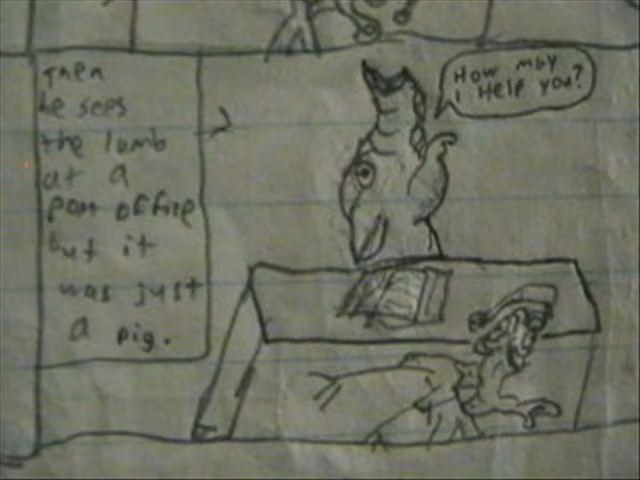 Then
he sees
the lamb
at a
post office
but it
was just
a pig.
How may
I Help you?